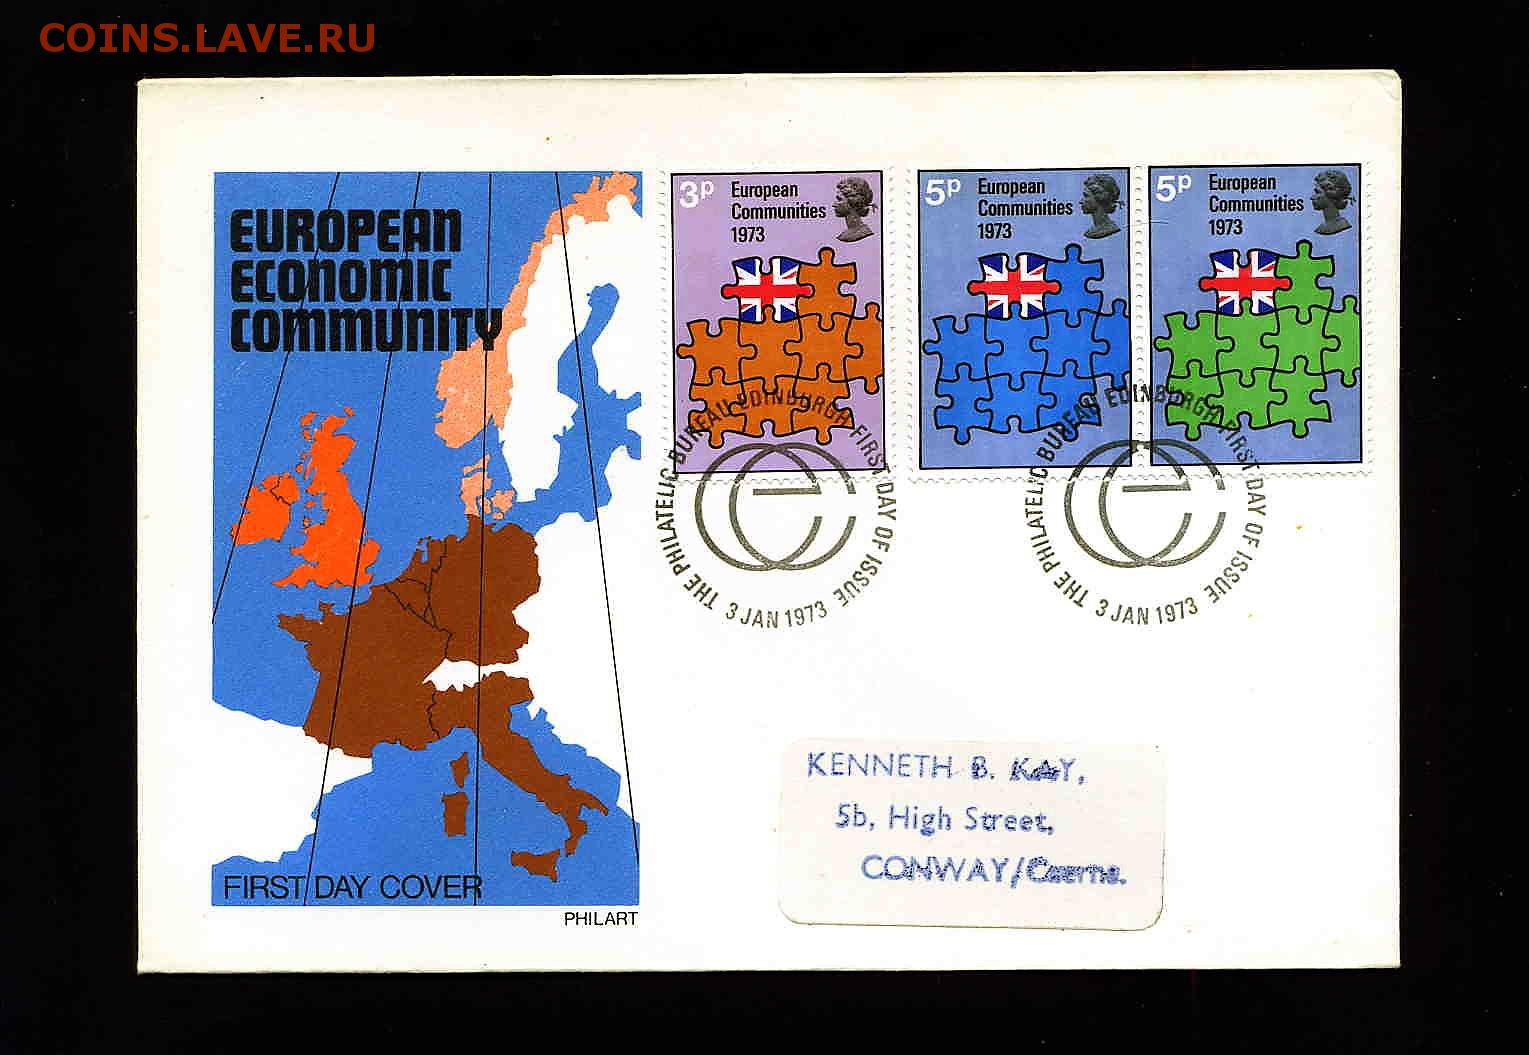 COINS.LAVE.RU
EUROPEAN
ECONOMIC
COMMUNITY
3P
European
Communities
1973
5P
European
Communities
1973
5P
European
Communities
1973
THE PHILATELIC BUREAU EDINBURGH FIRST DAY OF ISSUE
3 JAN 1973
THE PHILATELIC BUREAU EDINBURGH FIRST DAY OF ISSUE
3 JAN 1973
KENNETH B. KAY,
5b, High Street,
CONWAY/Caerns.
FIRST DAY COVER
PHILART